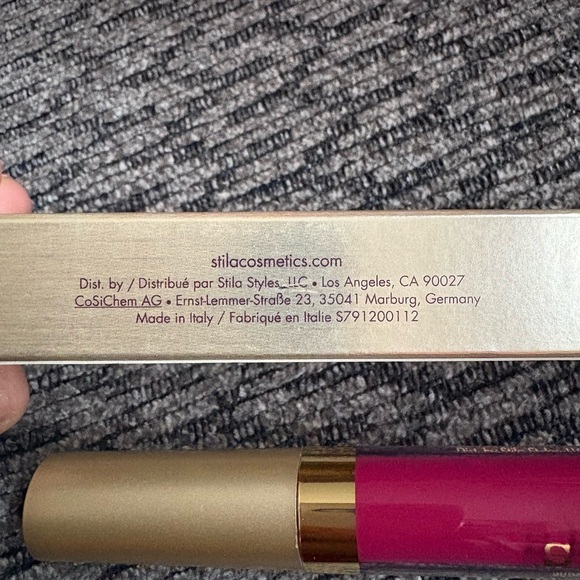 stilacosmetics.com
Dist. by / Distribué par Stila Styles, LLC • Los Angeles, CA 90027
CoSiChem AG • Ernst-Lemmer-Straße 23, 35041 Marburg, Germany
Made in Italy / Fabriqué en Italie S791200112